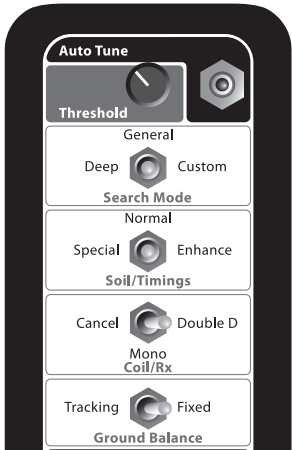 Auto Tune
Threshold
General
Deep Custom
Search Mode
Normal
Special Enhance
Soil/Timings
Cancel Double D
Mono
Coil/Rx
Tracking Fixed
Ground Balance